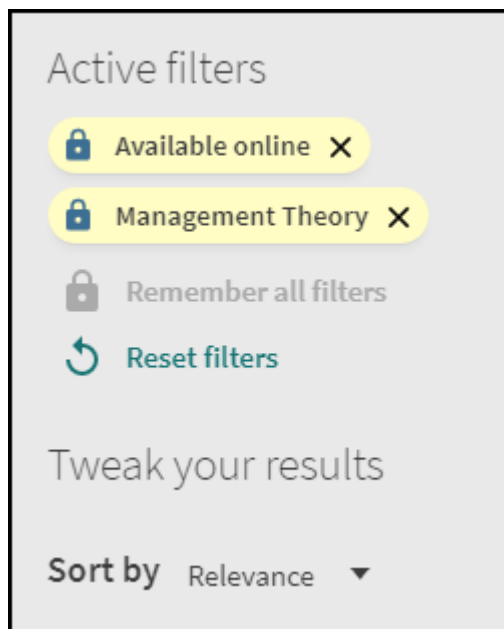 Active filters
Available online
Management Theory
Remember all filters
Reset filters
Tweak your results
Sort by Relevance